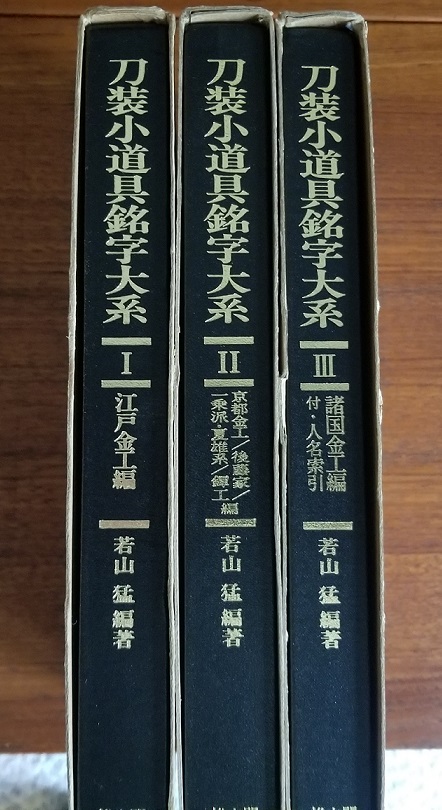 刀装小道具銘字大系
I
江戸金工編
若山 猛 編著
刀装小道具銘字大系
II
京都金工/後藤家/
一乗派・夏雄系/鐔工 編
若山 猛 編著
刀装小道具銘字大系
III
諸国金工編
付・人名索引
若山 猛 編著